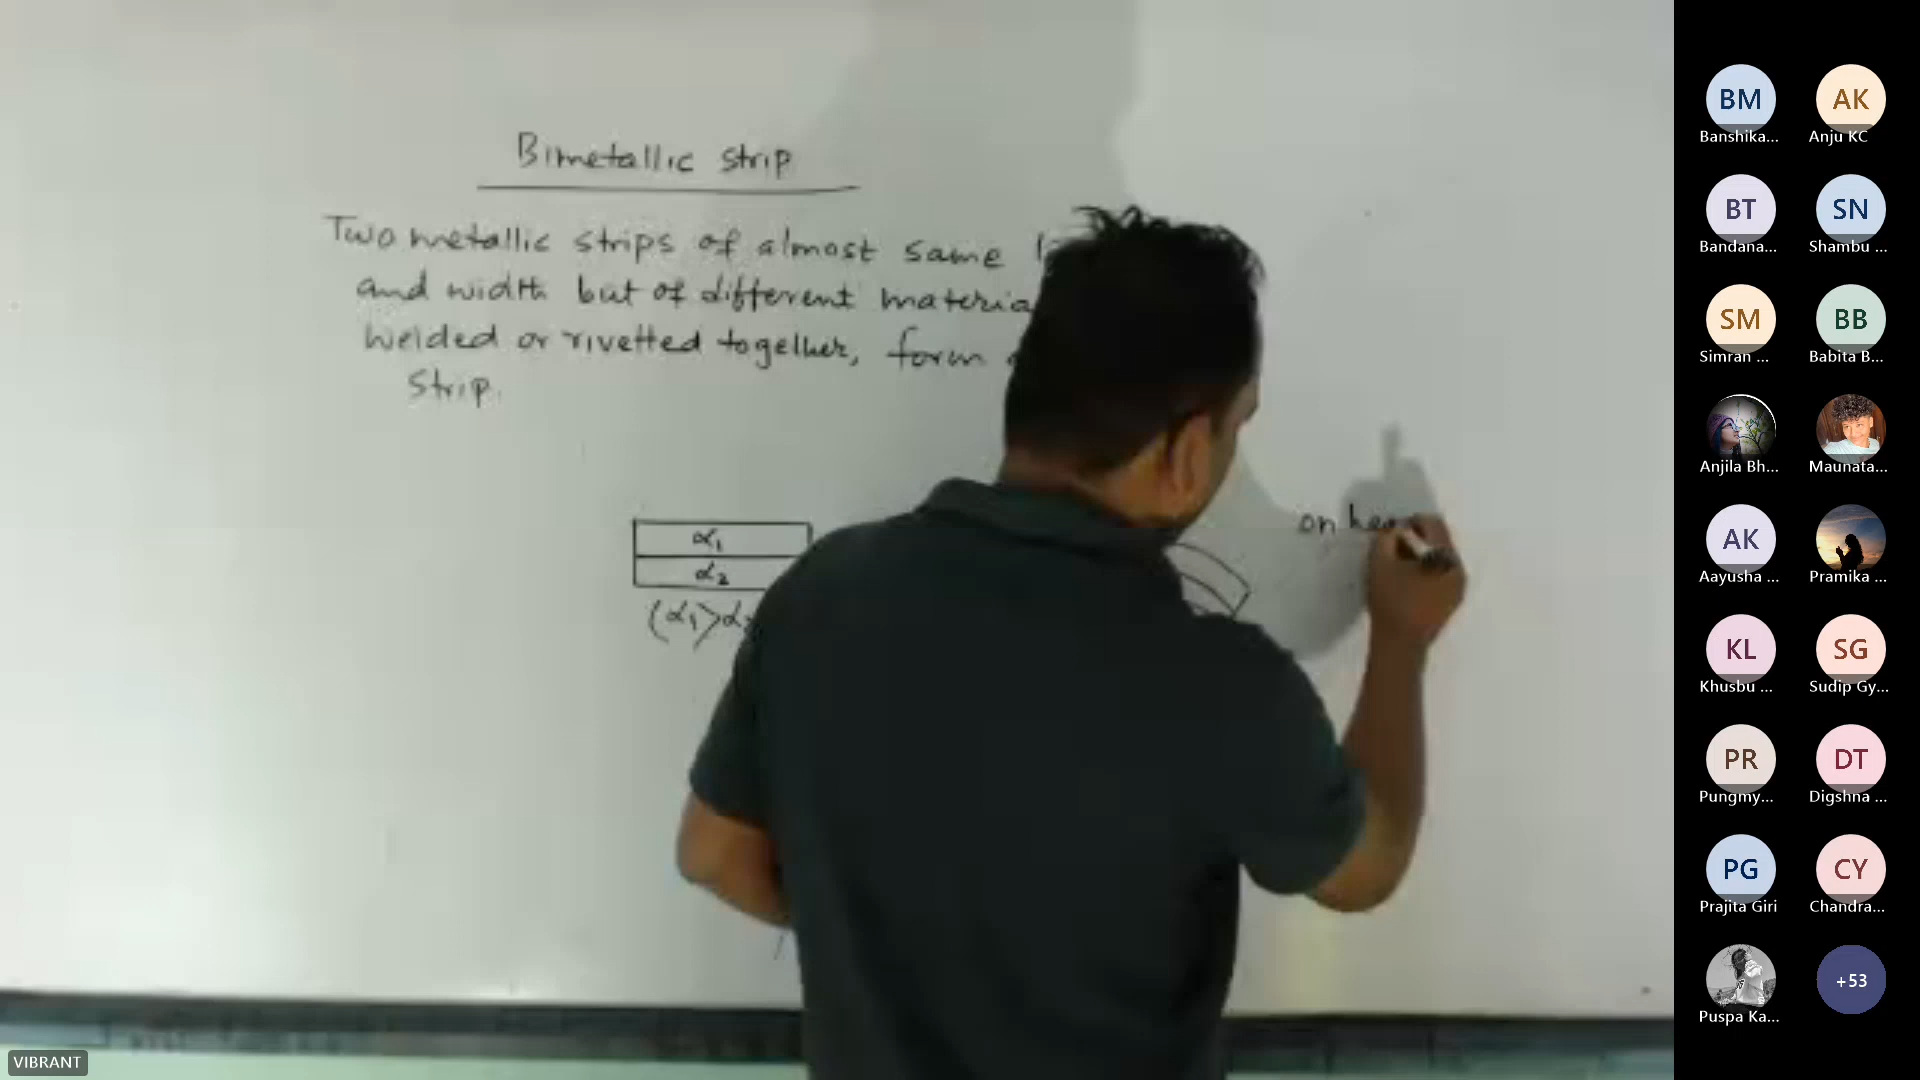 Bimetallic strip
Two metallic strips of almost same
and width but of different materia
welded or rivetted together, form
strip.
α₁
α₂
(α₁>α₂
on hea
VIBRANT
BM
Banshika...
AK
Anju KC
BT
Bandana...
SN
Shambu ...
SM
Simran ...
BB
Babita B...
Anjila Bh...
Maunata...
AK
Aayusha ...
Pramika ...
KL
Khusbu ...
SG
Sudip Gy...
PR
Pungmy...
DT
Digshna ...
PG
Prajita Giri
CY
Chandra...
Puspa Ka...
+53